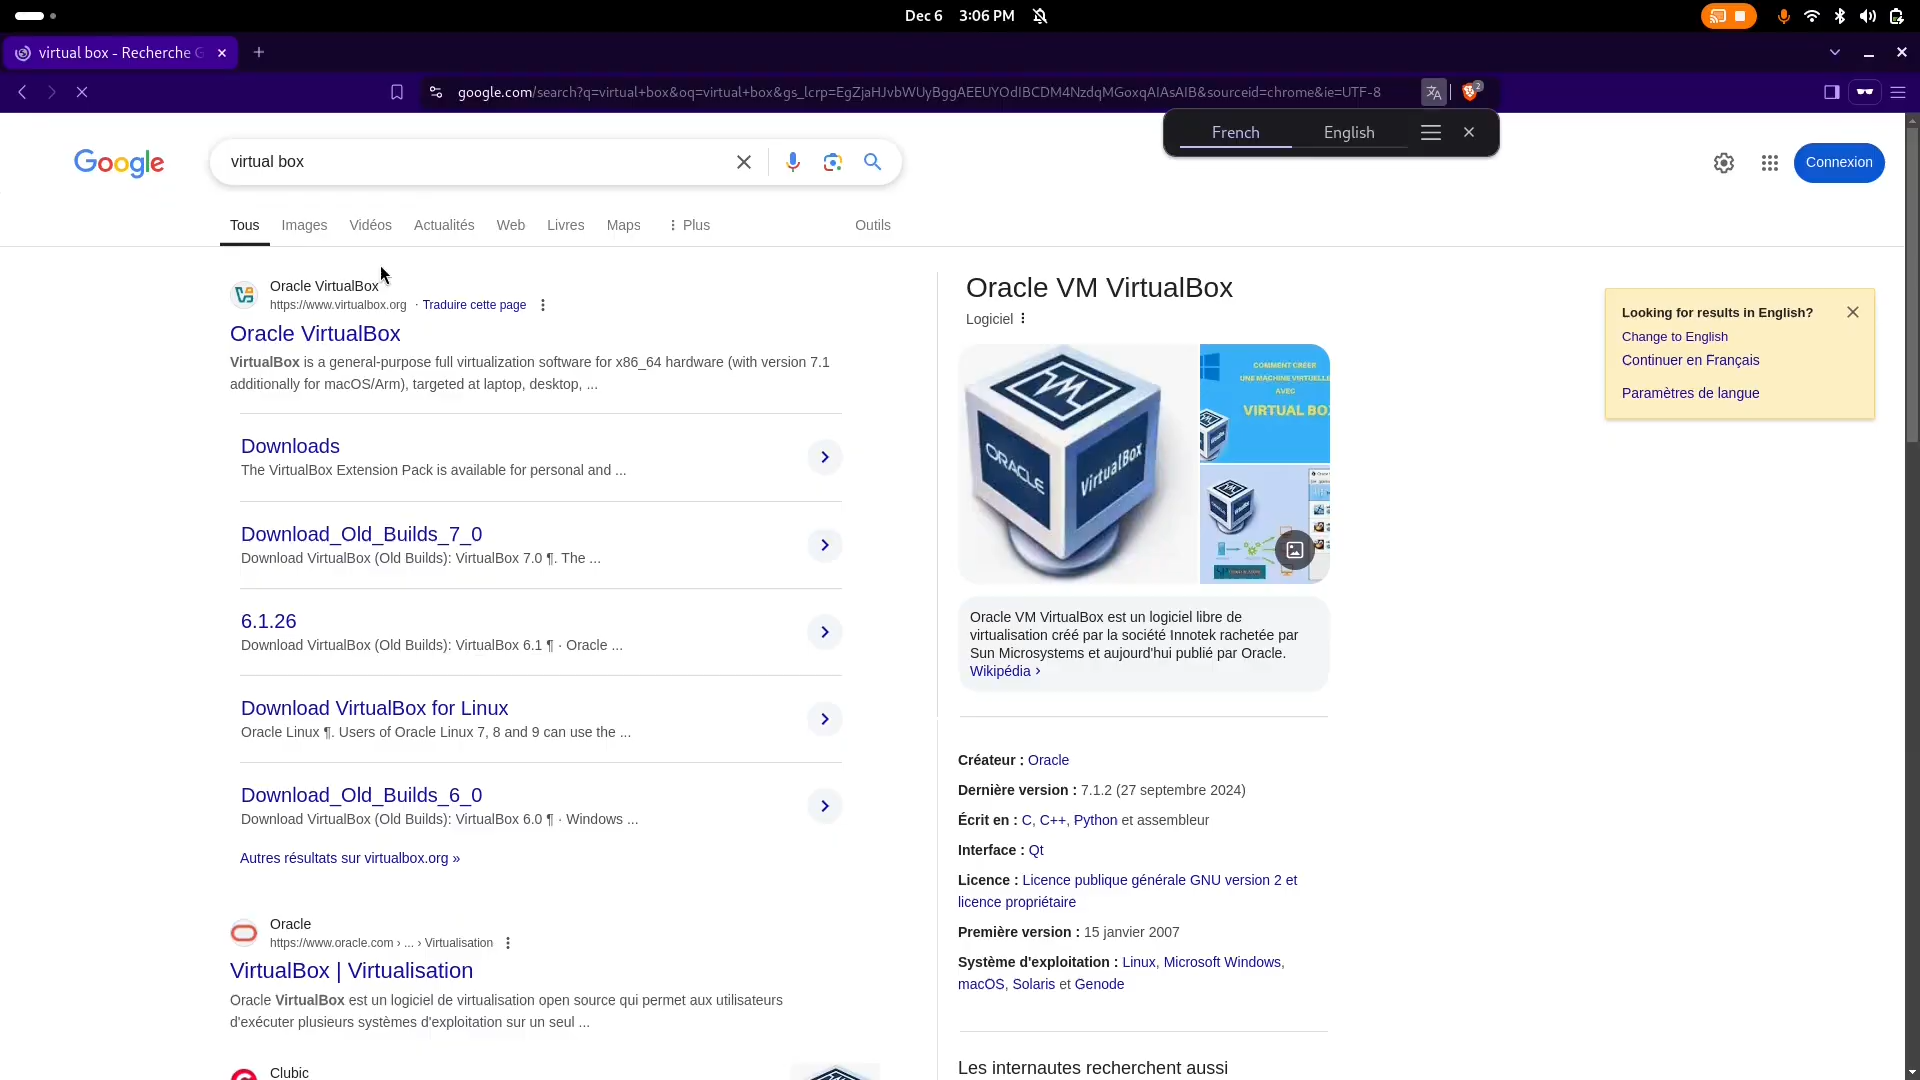 Dec 6 3:06 PM
virtual box - Recherche G
google.com/search?q=virtual+box&oq=virtual+box&gs_lcrp=EgZjaHJvbWUyBggAEEUYOdIBCDM4NzdqMGoxqAIAsAIB&sourceid=chrome&ie=UTF-8
2
French English
Google
virtual box
Connexion
Tous Images Vidéos Actualités Web Livres Maps Plus Outils
Oracle VirtualBox
https://www.virtualbox.org · Traduire cette page
Oracle VirtualBox
VirtualBox is a general-purpose full virtualization software for x86_64 hardware (with version 7.1
additionally for macOS/Arm), targeted at laptop, desktop, ...
Downloads
The VirtualBox Extension Pack is available for personal and ...
Download_Old_Builds_7_0
Download VirtualBox (Old Builds): VirtualBox 7.0 ¶. The ...
6.1.26
Download VirtualBox (Old Builds): VirtualBox 6.1 ¶ · Oracle ...
Download VirtualBox for Linux
Oracle Linux ¶. Users of Oracle Linux 7, 8 and 9 can use the ...
Download_Old_Builds_6_0
Download VirtualBox (Old Builds): VirtualBox 6.0 ¶ · Windows ...
Autres résultats sur virtualbox.org »
Oracle
https://www.oracle.com › ... › Virtualisation
VirtualBox | Virtualisation
Oracle VirtualBox est un logiciel de virtualisation open source qui permet aux utilisateurs
d'exécuter plusieurs systèmes d'exploitation sur un seul ...
Clubic
Oracle VM VirtualBox
Logiciel
ORACLE
VirtualBox
COMMENT CRÉER
UNE MACHINE VIRTUELLE
AVEC
VIRTUAL BO
Oracle VM VirtualBox est un logiciel libre de
virtualisation créé par la société Innotek rachetée par
Sun Microsystems et aujourd'hui publié par Oracle.
Wikipédia ›
Créateur : Oracle
Dernière version : 7.1.2 (27 septembre 2024)
Écrit en : C, C++, Python et assembleur
Interface : Qt
Licence : Licence publique générale GNU version 2 et
licence propriétaire
Première version : 15 janvier 2007
Système d'exploitation : Linux, Microsoft Windows,
macOS, Solaris et Genode
Les internautes recherchent aussi
Looking for results in English?
Change to English
Continuer en Français
Paramètres de langue